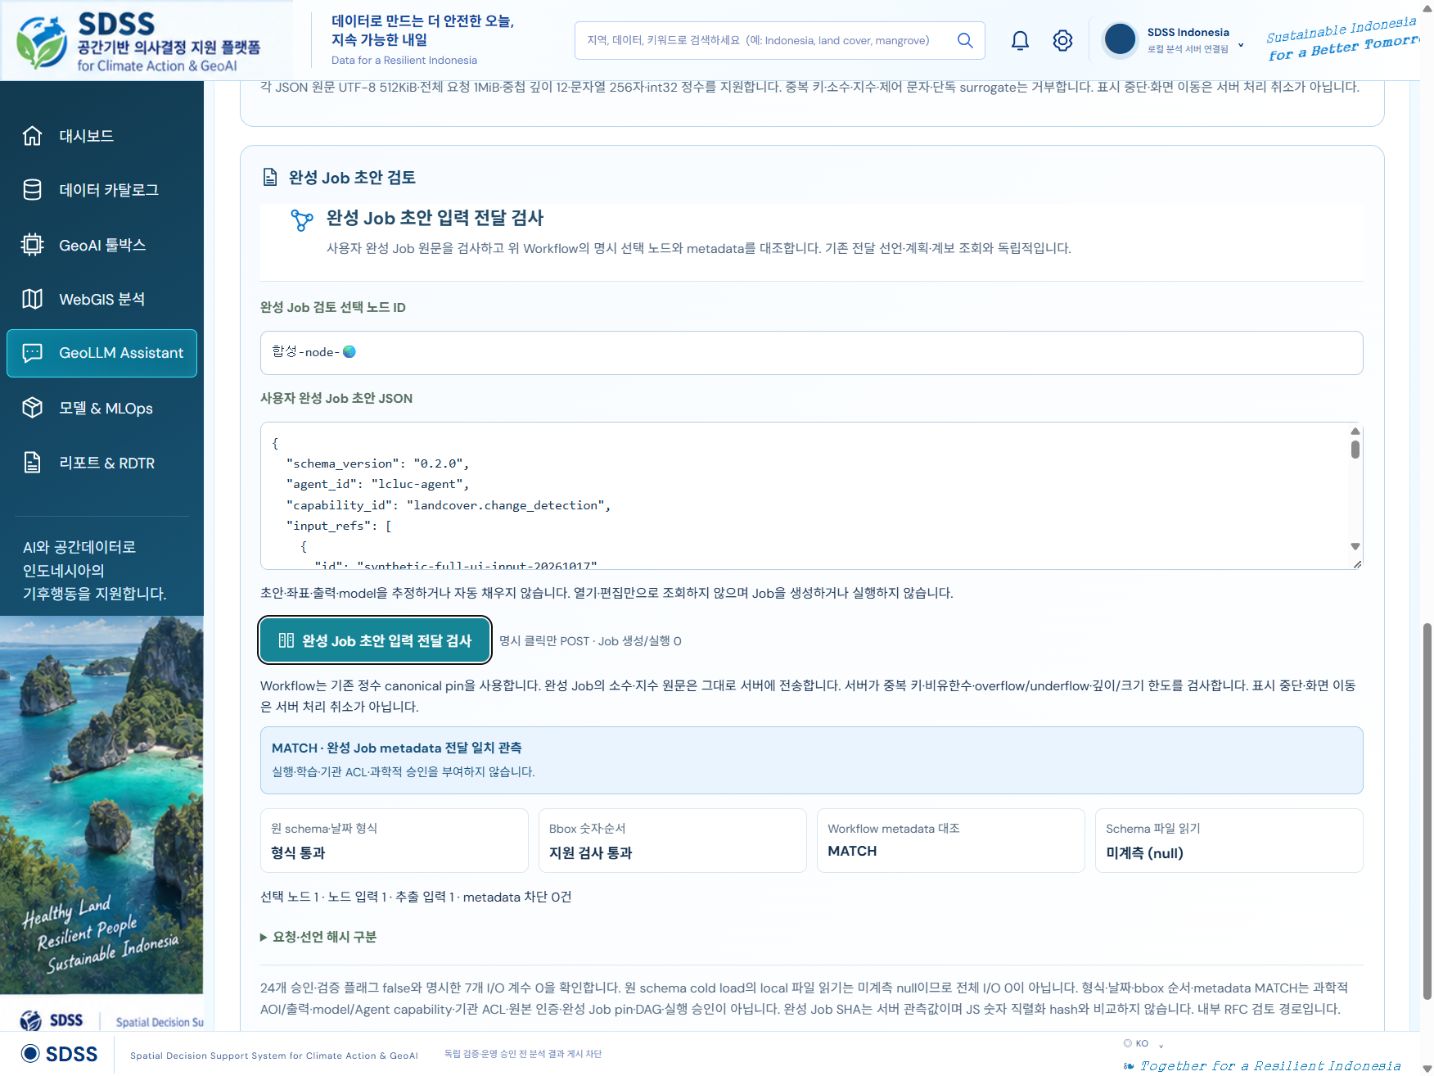 SDSS
공간기반 의사결정 지원 플랫폼
for Climate Action & GeoAI
데이터로 만드는 더 안전한 오늘,
지속 가능한 내일
Data for a Resilient Indonesia
지역, 데이터, 키워드로 검색하세요 (예: Indonesia, land cover, mangrove)
SDSS Indonesia
로컬 분석 서버 연결됨
Sustainable Indonesia
for a Better Tomorr
대시보드
데이터 카탈로그
GeoAI 툴박스
WebGIS 분석
GeoLLM Assistant
모델 & MLOps
리포트 & RDTR
AI와 공간데이터로
인도네시아의
기후행동을 지원합니다.
Healthy Land
Resilient People
Sustainable Indonesia
SDSS
Spatial Decision Su
각 JSON 원문 UTF-8 512KiB·전체 요청 1MiB·중첩 깊이 12·문자열 256자·int32 정수를 지원합니다. 중복 키·소수·지수·제어 문자·단독 surrogate는 거부합니다. 표시 중단·화면 이동은 서버 처리 취소가 아닙니다.
완성 Job 초안 검토
완성 Job 초안 입력 전달 검사
사용자 완성 Job 원문을 검사하고 위 Workflow의 명시 선택 노드와 metadata를 대조합니다. 기존 전달 선언·계획·계보 조회와 독립적입니다.
완성 Job 검토 선택 노드 ID
합성-node-🌏
사용자 완성 Job 초안 JSON
{
"schema_version": "0.2.0",
"agent_id": "lcluc-agent",
"capability_id": "landcover.change_detection",
"input_refs": [
{
"id": "synthetic-full-ui-input-20261017"
초안·좌표·출력·model을 추정하거나 자동 채우지 않습니다. 열기·편집만으로 조회하지 않으며 Job을 생성하거나 실행하지 않습니다.
완성 Job 초안 입력 전달 검사
명시 클릭만 POST · Job 생성/실행 0
Workflow는 기존 정수 canonical pin을 사용합니다. 완성 Job의 소수·지수 원문은 그대로 서버에 전송합니다. 서버가 중복 키·비유한수·overflow/underflow·깊이/크기 한도를 검사합니다. 표시 중단·화면 이동
은 서버 처리 취소가 아닙니다.
MATCH · 완성 Job metadata 전달 일치 관측
실행·학습·기관 ACL·과학적 승인을 부여하지 않습니다.
원 schema·날짜 형식
형식 통과
Bbox 숫자·순서
지원 검사 통과
Workflow metadata 대조
MATCH
Schema 파일 읽기
미계측 (null)
선택 노드 1 · 노드 입력 1 · 추출 입력 1 · metadata 차단 0건
▶ 요청·선언 해시 구분
24개 승인·검증 플래그 false와 명시한 7개 I/O 계수 0을 확인합니다. 원 schema cold load의 local 파일 읽기는 미계측 null이므로 전체 I/O 0이 아닙니다. 형식·날짜·bbox 순서·metadata MATCH는 과학적
AOI/출력·model/Agent capability·기관 ACL·원본 인증·완성 Job pin·DAG·실행 승인이 아닙니다. 완성 Job SHA는 서버 관측값이며 JS 숫자 직렬화 hash와 비교하지 않습니다. 내부 RFC 검토 경로입니다.
SDSS
Spatial Decision Support System for Climate Action & GeoAI
독립 검증·운영 승인 전 분석 결과 게시 차단
KO
Together for a Resilient Indonesia